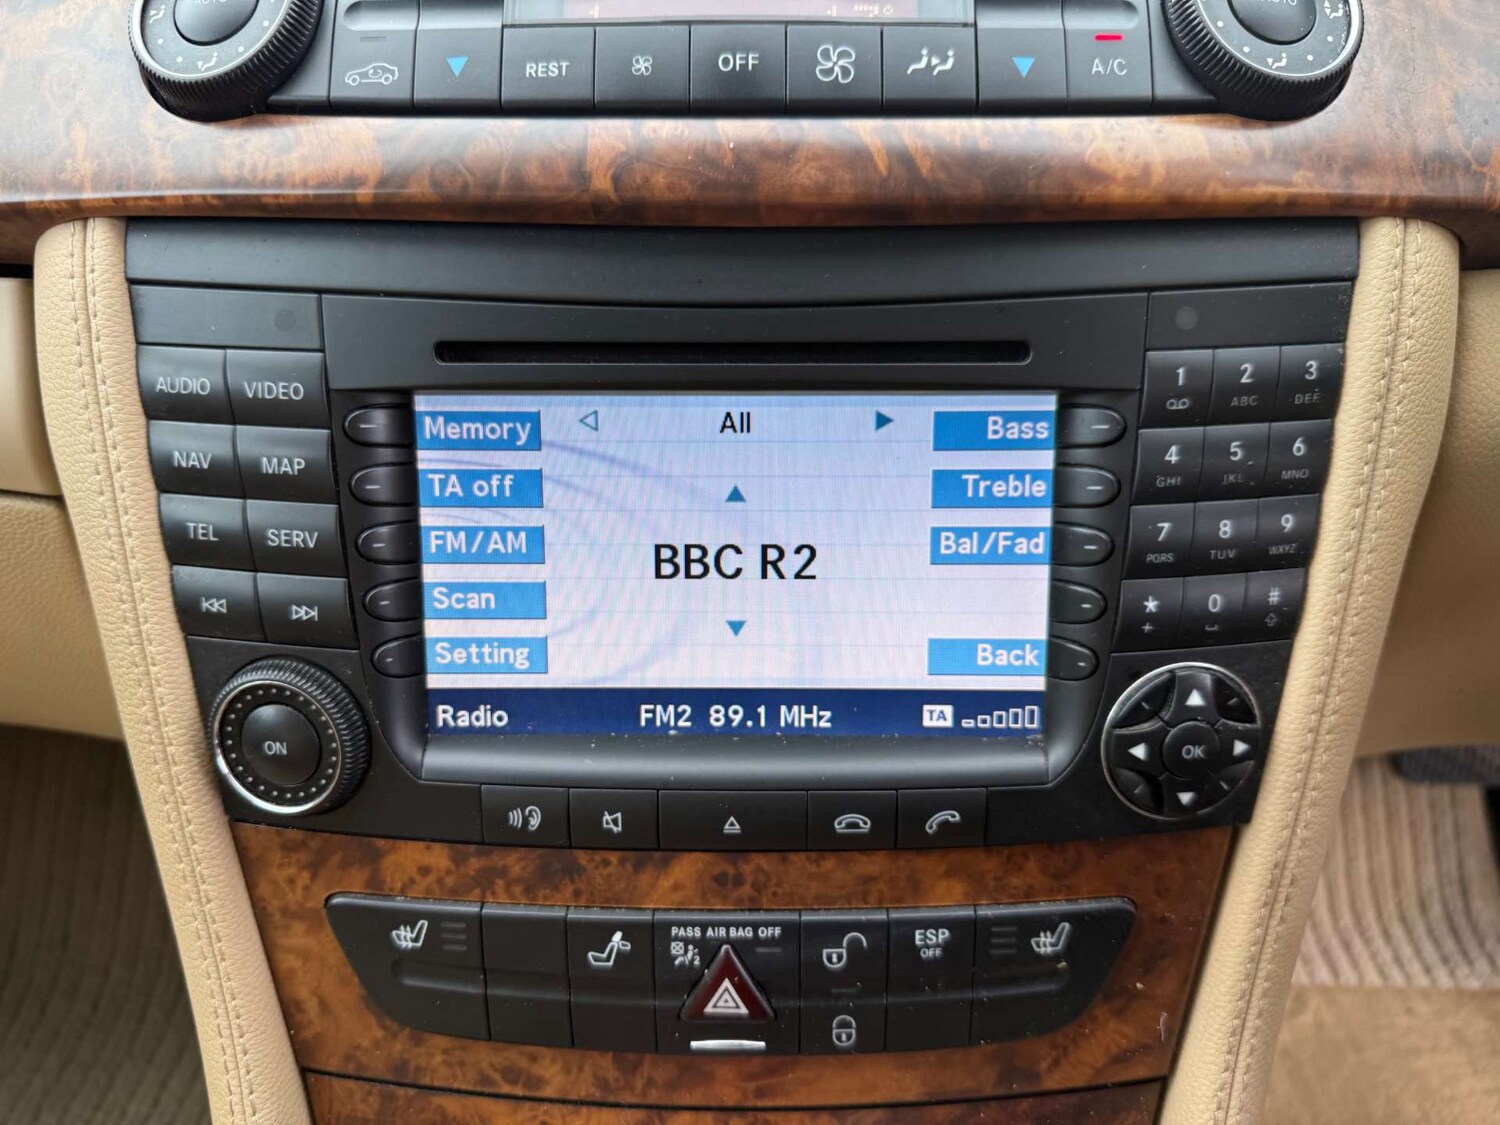 REST
OFF
A/C
AUDIO VIDEO
NAV MAP
TEL SERV
ON
Memory
TA off
FM/AM
Scan
Setting
All
BBC R2
Bass
Treble
Bal/Fad
Back
Radio FM2 89.1 MHz TA
1 2 ABC 3 DEF
4 GHI 5 JKL 6 MNO
7 PQRS 8 TUV 9 WXYZ
* + 0 #
OK
PASS AIR BAG OFF
ESP
OFF